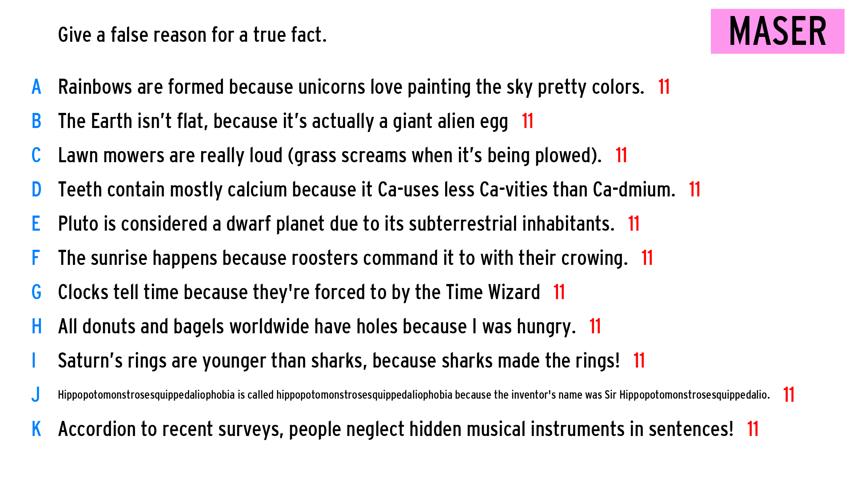 Give a false reason for a true fact.
MASER
A Rainbows are formed because unicorns love painting the sky pretty colors. 11
B The Earth isn't flat, because it's actually a giant alien egg 11
C Lawn mowers are really loud (grass screams when it's being plowed). 11
D Teeth contain mostly calcium because it Ca-uses less Ca-vities than Ca-dmium. 11
E Pluto is considered a dwarf planet due to its subterrestrial inhabitants. 11
F The sunrise happens because roosters command it to with their crowing. 11
G Clocks tell time because they're forced to by the Time Wizard 11
H All donuts and bagels worldwide have holes because I was hungry. 11
I Saturn's rings are younger than sharks, because sharks made the rings! 11
J Hippopotomonstrosesquippedaliophobia is called hippopotomonstrosesquippedaliophobia because the inventor's name was Sir Hippopotomonstrosesquippedalio. 11
K Accordion to recent surveys, people neglect hidden musical instruments in sentences! 11